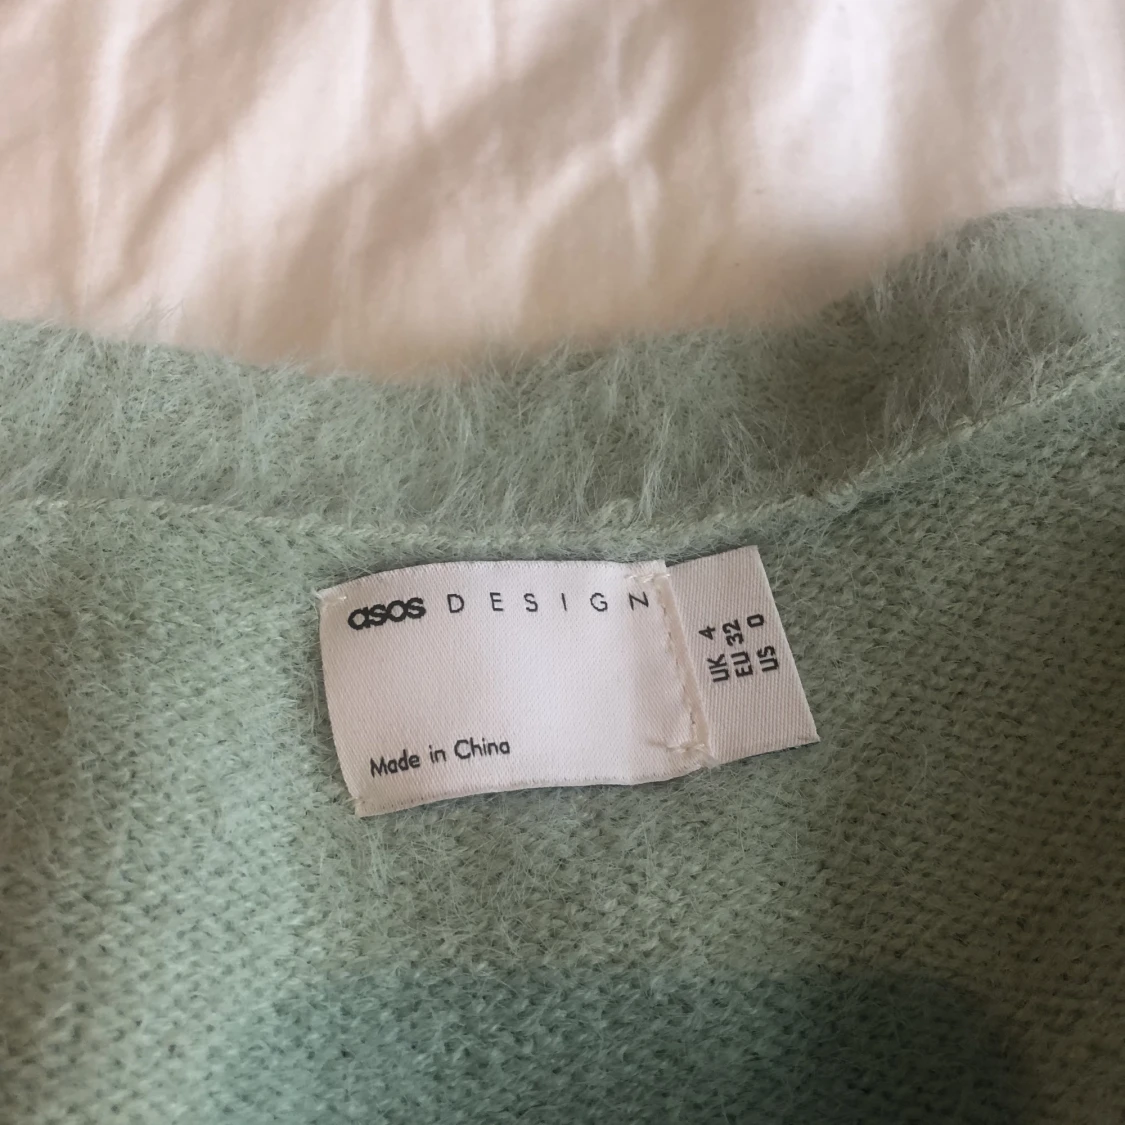 asos DESIGN
Made in China
UK 4
EU 32
US 0